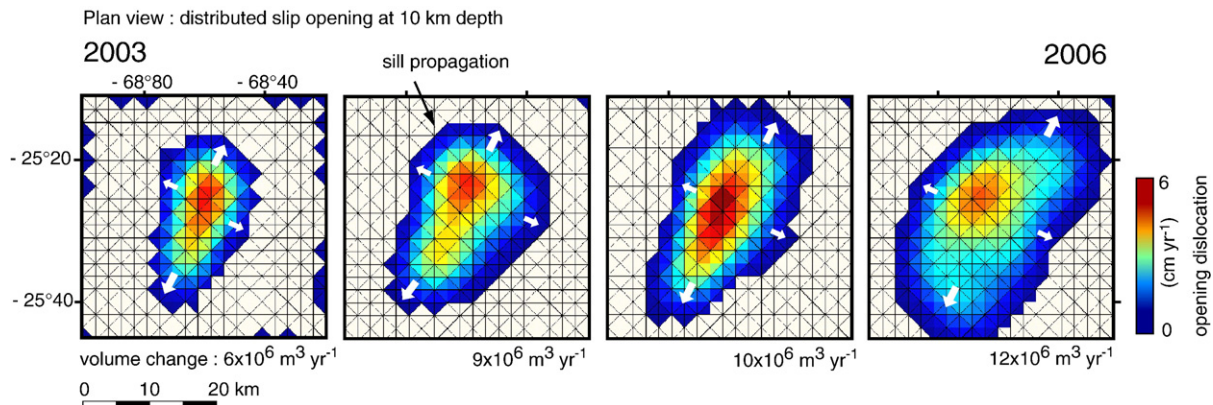 Plan view : distributed slip opening at 10 km depth
2003
2006
sill propagation
- 68°80
- 68°40
- 25°20
- 25°40
6
opening dislocation
(cm yr⁻¹)
0
volume change : 6x10⁶ m³ yr⁻¹
9x10⁶ m³ yr⁻¹
10x10⁶ m³ yr⁻¹
12x10⁶ m³ yr⁻¹
0 10 20 km